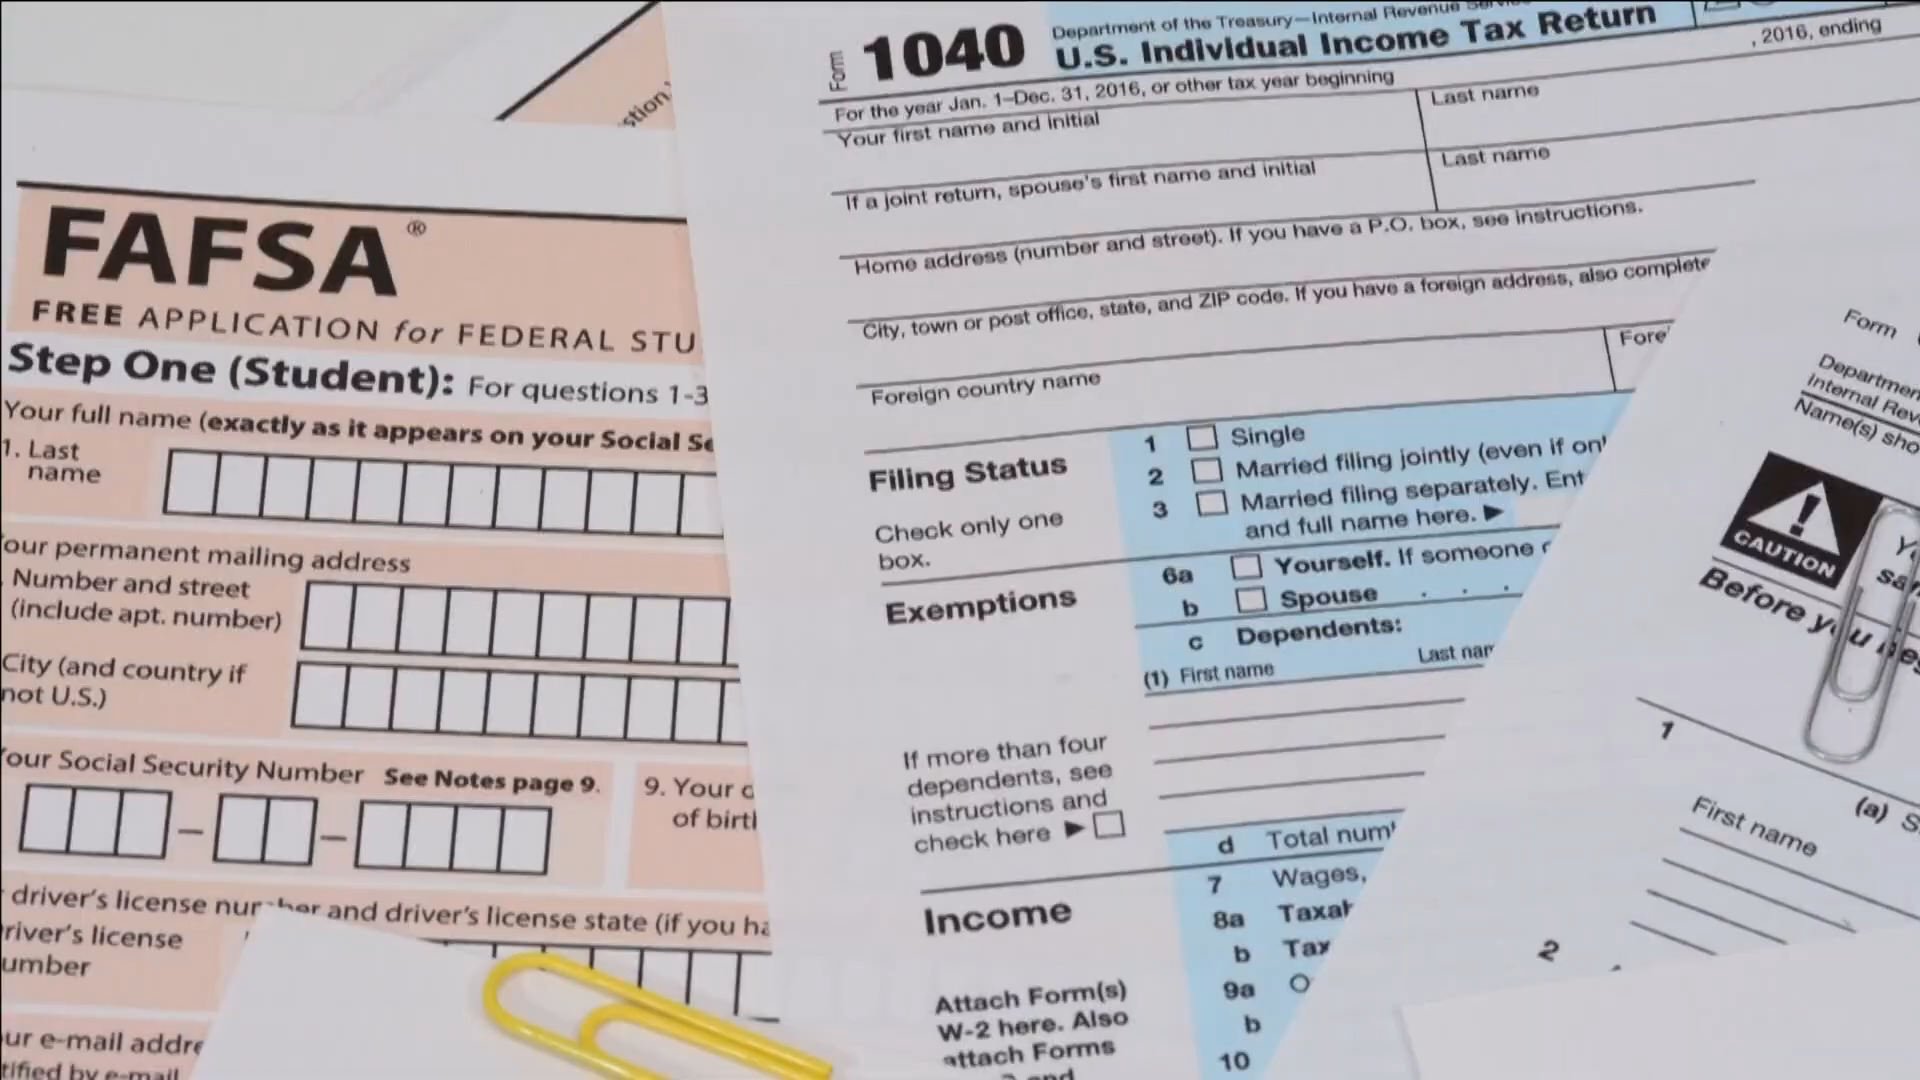 stion
FAFSA®
FREE APPLICATION for FEDERAL STU
Step One (Student): For questions 1-3
Your full name (exactly as it appears on your Social Se
1. Last
name
our permanent mailing address
Number and street
(include apt. number)
City (and country if
not U.S.)
our Social Security Number See Notes page 9.
9. Your
of birt
driver's license number and driver's license state (if you ha
river's license
umber
ur e-mail addre
tified by e-mail
Form 1040
Department of the Treasury—Internal Revenue
U.S. Individual Income Tax Return
For the year Jan. 1–Dec. 31, 2016, or other tax year beginning
, 2016, ending
Your first name and initial
Last name
If a joint return, spouse's first name and initial
Last name
Home address (number and street). If you have a P.O. box, see instructions.
City, town or post office, state, and ZIP code. If you have a foreign address, also complete
Foreign country name
Fore
Filing Status
Check only one
box.
1 Single
2 Married filing jointly (even if onl
3 Married filing separately. Ent
and full name here. ►
Exemptions
6a Yourself. If someone
b Spouse . . .
c Dependents:
(1) First name
Last nam
If more than four
dependents, see
instructions and
check here ►
d Total numb
Income
7 Wages,
8a Taxab
b Tax
9a O
b
10
Attach Form(s)
W-2 here. Also
attach Forms
and
Form
Departmen
Internal Rev
Name(s) sho
CAUTION
Before you beg
1
(a)
First name
2